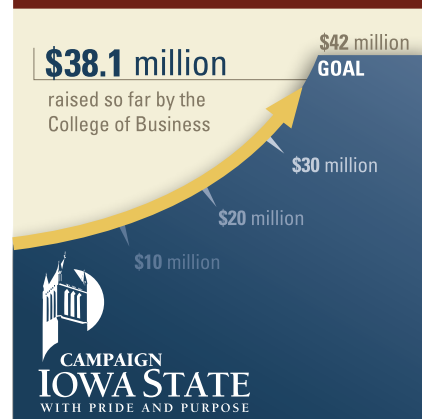 $42 million
GOAL
$38.1 million
raised so far by the
College of Business
$30 million
$20 million
$10 million
CAMPAIGN
IOWA STATE
WITH PRIDE AND PURPOSE